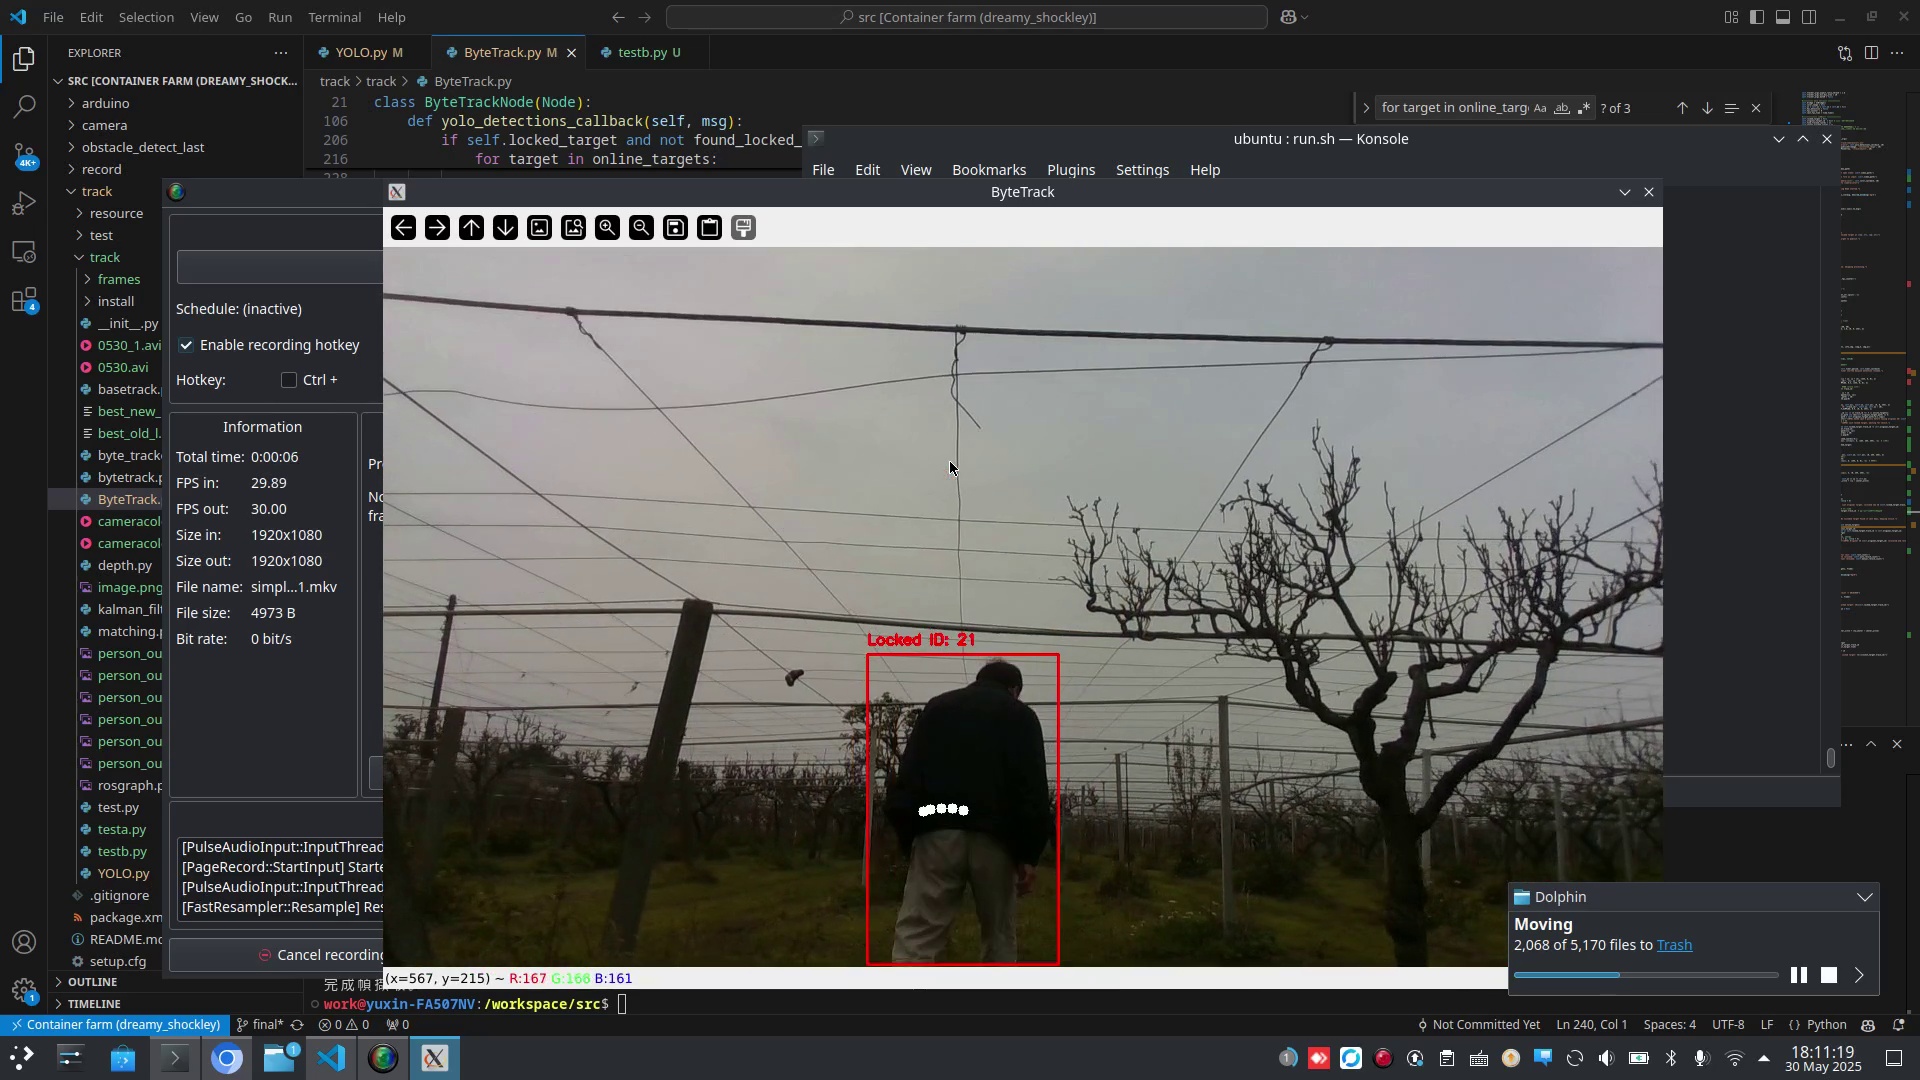 File Edit Selection View Go Run Terminal Help
src [Container farm (dreamy_shockley)]
EXPLORER
SRC [CONTAINER FARM (DREAMY_SHOCK...
arduino
camera
obstacle_detect_last
record
track
resource
test
track
frames
install
__init__.py
0530_1.avi
0530.avi
basetrack.
best_new_
best_old_l.
byte_track
bytetrack.p
ByteTrack.
cameracol
cameracol
depth.py
image.png
kalman_filt
matching.p
person_ou
person_ou
person_ou
person_ou
person_ou
person_ou
rosgraph.p
test.py
testa.py
testb.py
YOLO.py
.gitignore
package.xm
README.md
setup.cfg
OUTLINE
TIMELINE
4K+
4
1
YOLO.py M
ByteTrack.py M
testb.py U
track > track > ByteTrack.py
21 class ByteTrackNode(Node):
106 def yolo_detections_callback(self, msg):
206 if self.locked_target and not found_locked_
216 for target in online_targets:
for target in online_targ Aa ab ? of 3
ubuntu : run.sh — Konsole
File Edit View Bookmarks Plugins Settings Help
ByteTrack
Schedule: (inactive)
Enable recording hotkey
Hotkey: Ctrl +
Information
Total time: 0:00:06
FPS in: 29.89
FPS out: 30.00
Size in: 1920x1080
Size out: 1920x1080
File name: simpl...1.mkv
File size: 4973 B
Bit rate: 0 bit/s
Pr
No
fra
[PulseAudioInput::InputThread
[PageRecord::StartInput] Starte
[PulseAudioInput::InputThread
[FastResampler::Resample] Res
Cancel recording
Locked ID: 21
(x=567, y=215) ~ R:167 G:166 B:161
work@yuxin-FA507NV:/workspace/src$
Dolphin
Moving
2,068 of 5,170 files to Trash
Container farm (dreamy_shockley) final* 0 0 0 Not Committed Yet Ln 240, Col 1 Spaces: 4 UTF-8 LF {} Python
1
1
18:11:19
30 May 2025